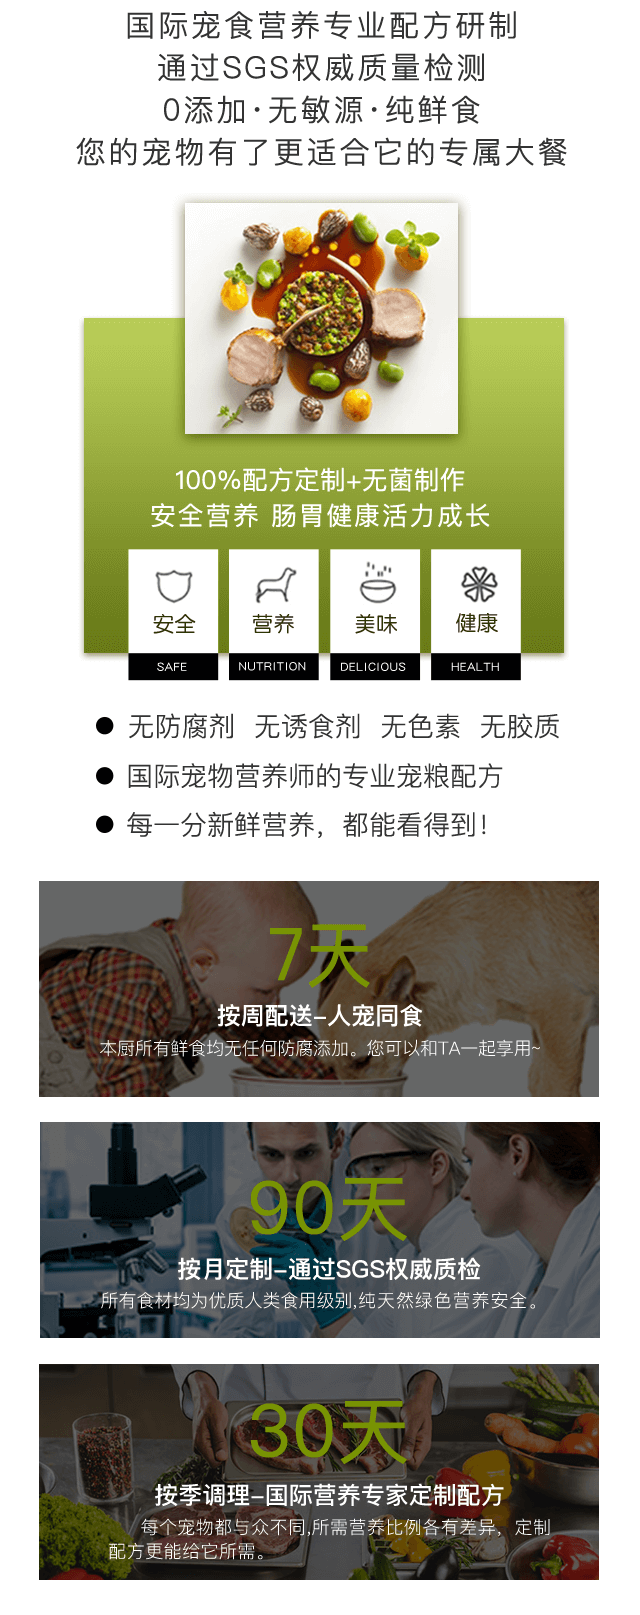 国际宠食营养专业配方研制
通过SGS权威质量检测
0添加·无敏源·纯鲜食
您的宠物有了更适合它的专属大餐
100%配方定制+无菌制作
安全营养 肠胃健康活力成长
安全 营养 美味 健康
SAFE NUTRITION DELICIOUS HEALTH
● 无防腐剂 无诱食剂 无色素 无胶质
● 国际宠物营养师的专业宠粮配方
● 每一分新鲜营养，都能看得到！
7天
按周配送-人宠同食
本厨所有鲜食均无任何防腐添加。您可以和TA一起享用~
90天
按月定制-通过SGS权威质检
所有食材均为优质人类食用级别,纯天然绿色营养安全。
30天
按季调理-国际营养专家定制配方
每个宠物都与众不同,所需营养比例各有差异，定制
配方更能给它所需。